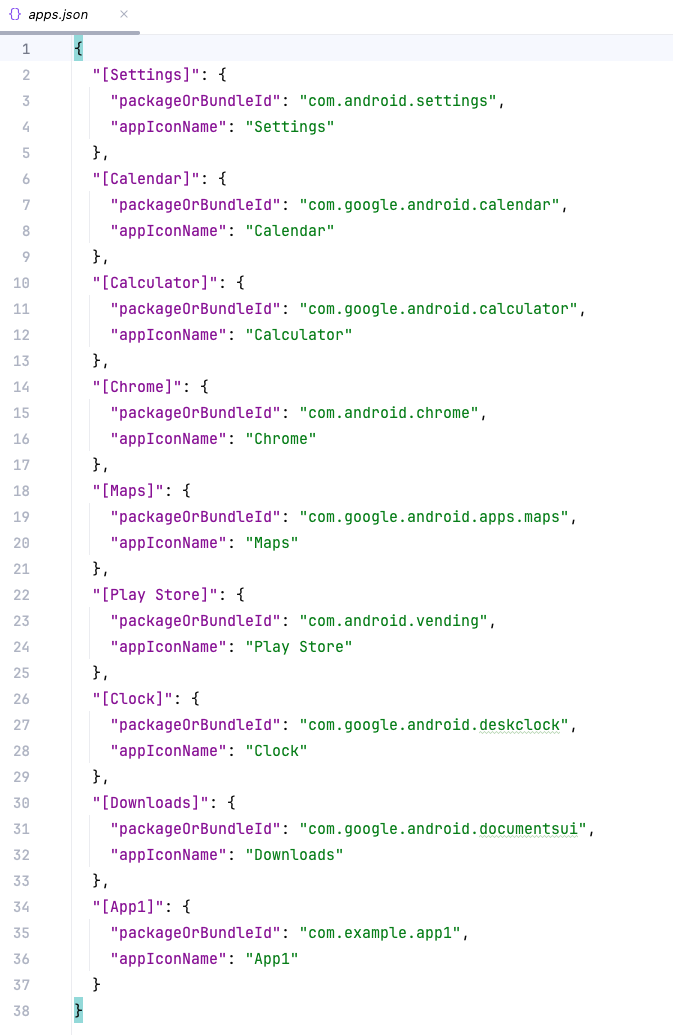 {} apps.json ×
1 {
2 "[Settings]": {
3 "packageOrBundleId": "com.android.settings",
4 "appIconName": "Settings"
5 },
6 "[Calendar]": {
7 "packageOrBundleId": "com.google.android.calendar",
8 "appIconName": "Calendar"
9 },
10 "[Calculator]": {
11 "packageOrBundleId": "com.google.android.calculator",
12 "appIconName": "Calculator"
13 },
14 "[Chrome]": {
15 "packageOrBundleId": "com.android.chrome",
16 "appIconName": "Chrome"
17 },
18 "[Maps]": {
19 "packageOrBundleId": "com.google.android.apps.maps",
20 "appIconName": "Maps"
21 },
22 "[Play Store]": {
23 "packageOrBundleId": "com.android.vending",
24 "appIconName": "Play Store"
25 },
26 "[Clock]": {
27 "packageOrBundleId": "com.google.android.deskclock",
28 "appIconName": "Clock"
29 },
30 "[Downloads]": {
31 "packageOrBundleId": "com.google.android.documentsui",
32 "appIconName": "Downloads"
33 },
34 "[App1]": {
35 "packageOrBundleId": "com.example.app1",
36 "appIconName": "App1"
37 }
38 }